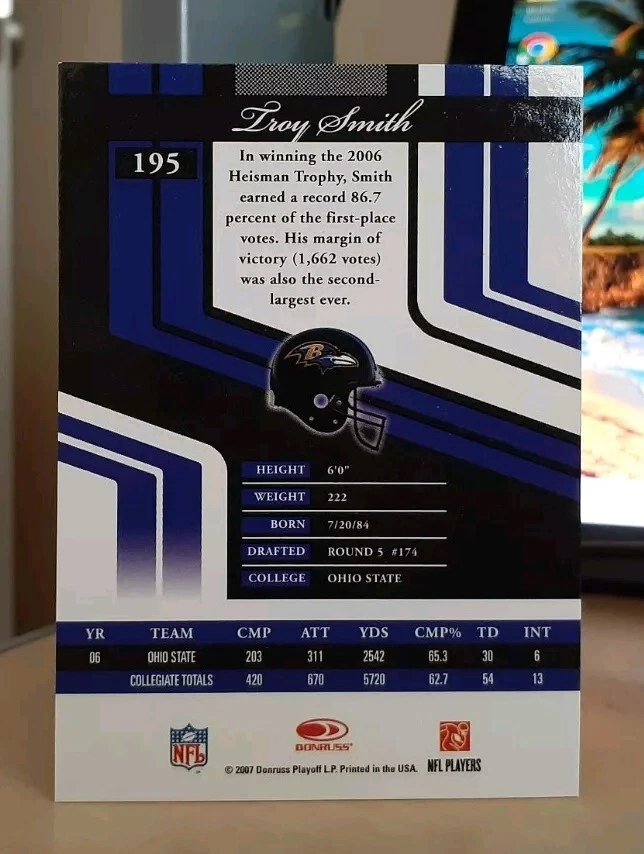 Troy Smith
195
In winning the 2006
Heisman Trophy, Smith
earned a record 86.7
percent of the first-place
votes. His margin of
victory (1,662 votes)
was also the second-
largest ever.
B
HEIGHT 6'0"
WEIGHT 222
BORN 7/20/84
DRAFTED ROUND 5 #174
COLLEGE OHIO STATE
YR TEAM CMP ATT YDS CMP% TD INT
06 OHIO STATE 203 311 2542 65.3 30 6
COLLEGIATE TOTALS 420 670 5720 62.7 54 13
NFL
DONRUSS
© 2007 Donruss Playoff L.P. Printed in the USA.
NFL PLAYERS